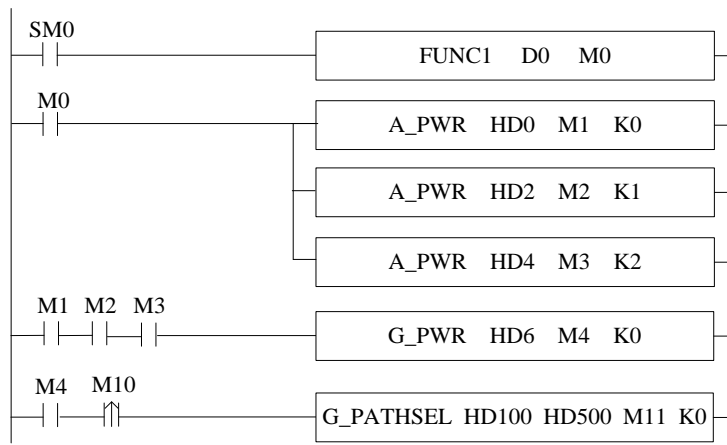 SM0
FUNC1 D0 M0
M0
A_PWR HD0 M1 K0
A_PWR HD2 M2 K1
A_PWR HD4 M3 K2
M1 M2 M3
G_PWR HD6 M4 K0
M4 M10
G_PATHSEL HD100 HD500 M11 K0